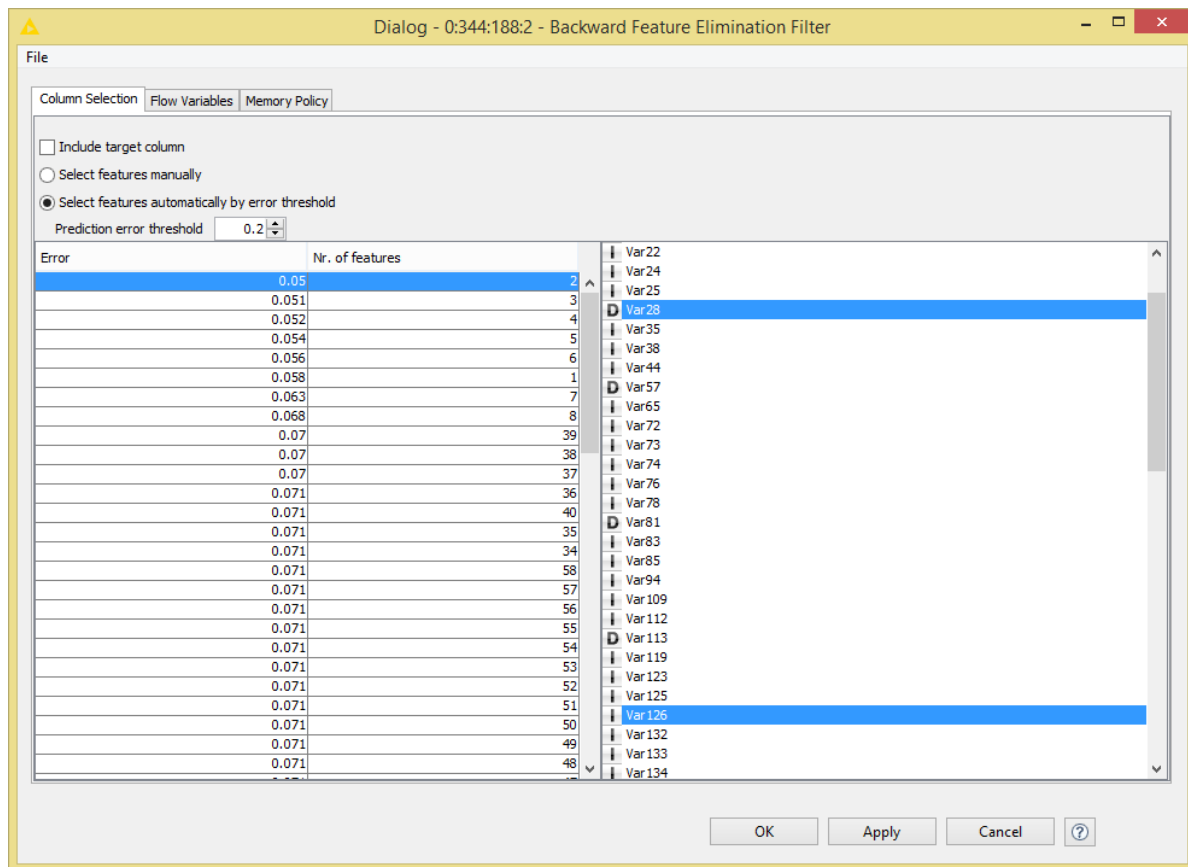 Dialog - 0:344:188:2 - Backward Feature Elimination Filter
File
Column Selection Flow Variables Memory Policy
Include target column
Select features manually
Select features automatically by error threshold
Prediction error threshold 0.2
Error Nr. of features
0.05 2
0.051 3
0.052 4
0.054 5
0.056 6
0.058 1
0.063 7
0.068 8
0.07 39
0.07 38
0.07 37
0.071 36
0.071 40
0.071 35
0.071 34
0.071 58
0.071 57
0.071 56
0.071 55
0.071 54
0.071 53
0.071 52
0.071 51
0.071 50
0.071 49
0.071 48
I Var22
I Var24
I Var25
D Var28
I Var35
I Var38
I Var44
D Var57
I Var65
I Var72
I Var73
I Var74
I Var76
I Var78
D Var81
I Var83
I Var85
I Var94
I Var109
I Var112
D Var113
I Var119
I Var123
I Var125
I Var126
I Var132
I Var133
I Var134
OK Apply Cancel ?